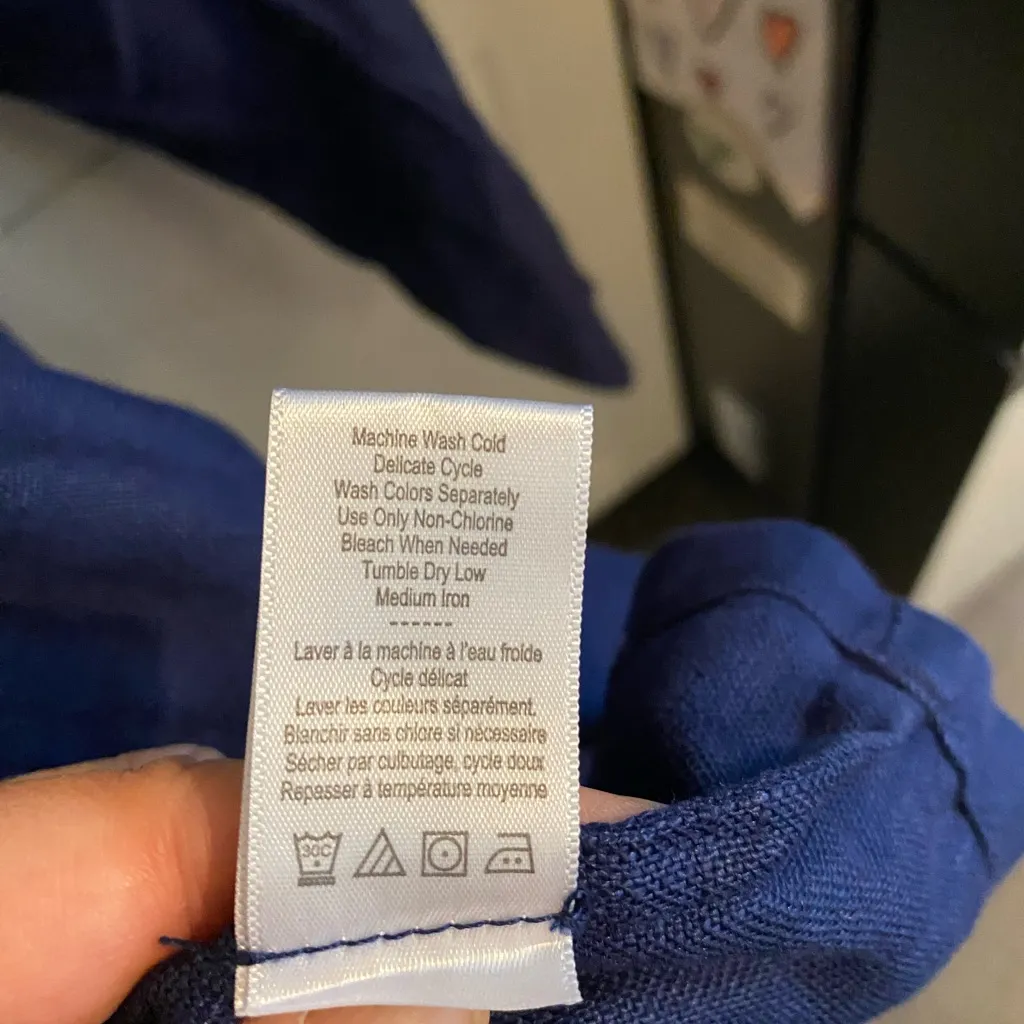 Machine Wash Cold
Delicate Cycle
Wash Colors Separately
Use Only Non-Chlorine
Bleach When Needed
Tumble Dry Low
Medium Iron
------
Laver à la machine à l'eau froide
Cycle délicat
Laver les couleurs séparément.
Blanchir sans chlore si nécessaire
Sécher par culbutage, cycle doux
Repasser à température moyenne
30C